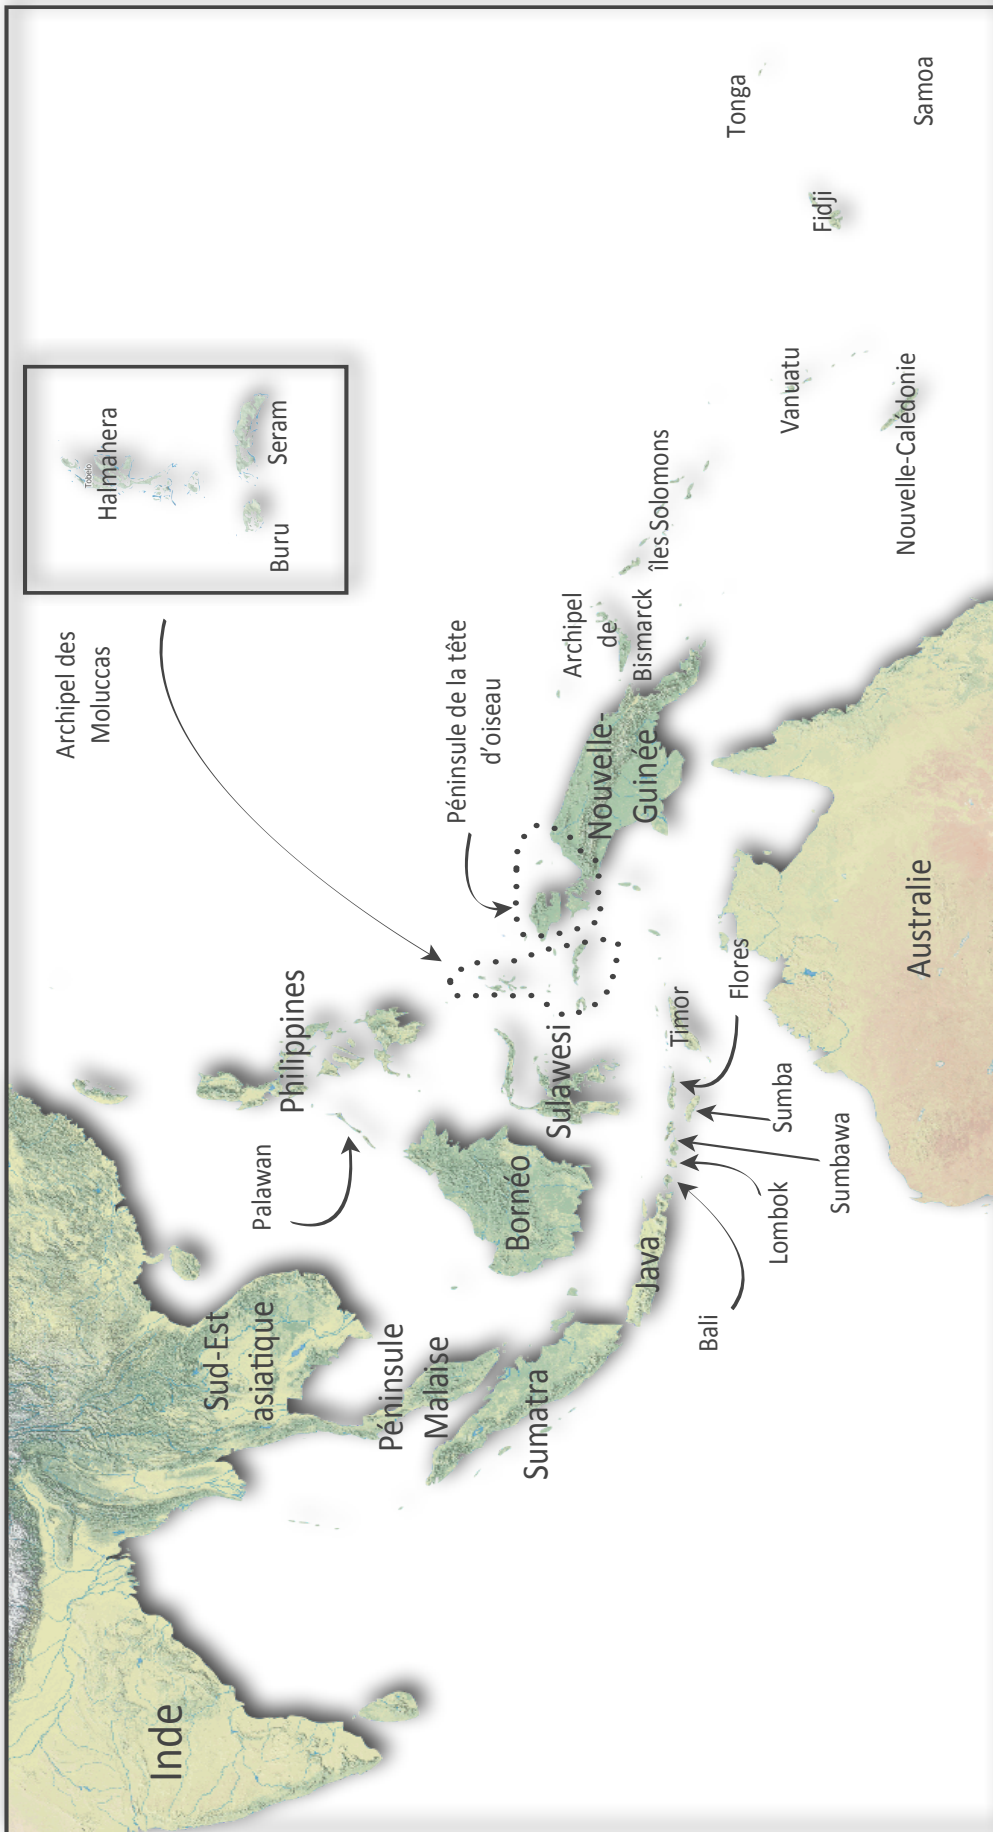 Inde
Sud-Est
asiatique
Péninsule
Malaise
Sumatra
Java
Bornéo
Palawan
Philippines
Sulawesi
Bali
Lombok
Sumbawa
Sumba
Flores
Timor
Archipel des
Moluccas
Tobelo
Halmahera
Buru
Seram
Péninsule de la tête
d'oiseau
Nouvelle-
Guinée
Archipel
de
Bismarck
îles Solomons
Australie
Vanuatu
Nouvelle-Calédonie
Fidji
Tonga
Samoa